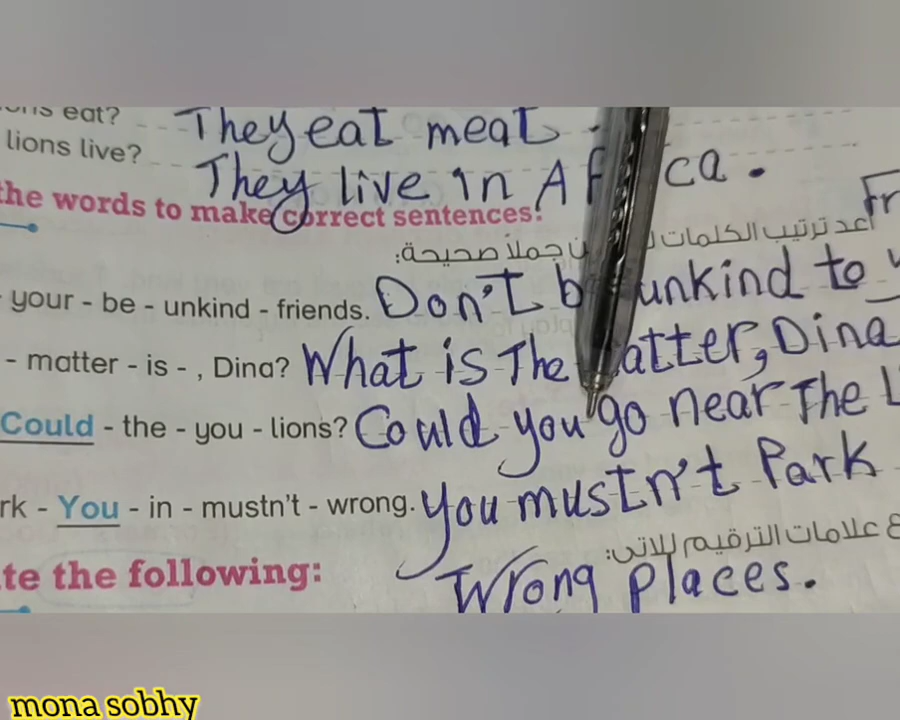 eat? They eat meat.
lions live? They live in Af ca.
the words to make correct sentences:
أعد ترتيب الكلمات جملاً صحيحة:
your - be - unkind - friends. Don't b unkind to
- matter - is - , Dina? What is The atter, Dina
Could - the - you - lions? Could you go near The L
rk - You - in - mustn't - wrong. You mustn't Park
علامات الترقيم للآتى:
te the following: Wrong places.
mona sobhy